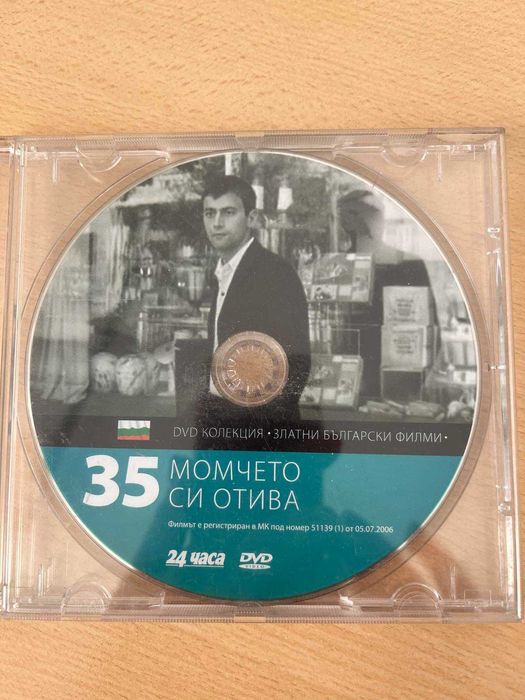 DVD КОЛЕКЦИЯ • ЗЛАТНИ БЪЛГАРСКИ ФИЛМИ •
35 МОМЧЕТО
СИ ОТИВА
Филмът е регистриран в МК под номер 51139 (1) от 05.07.2006
24 часа DVD
VIDEO